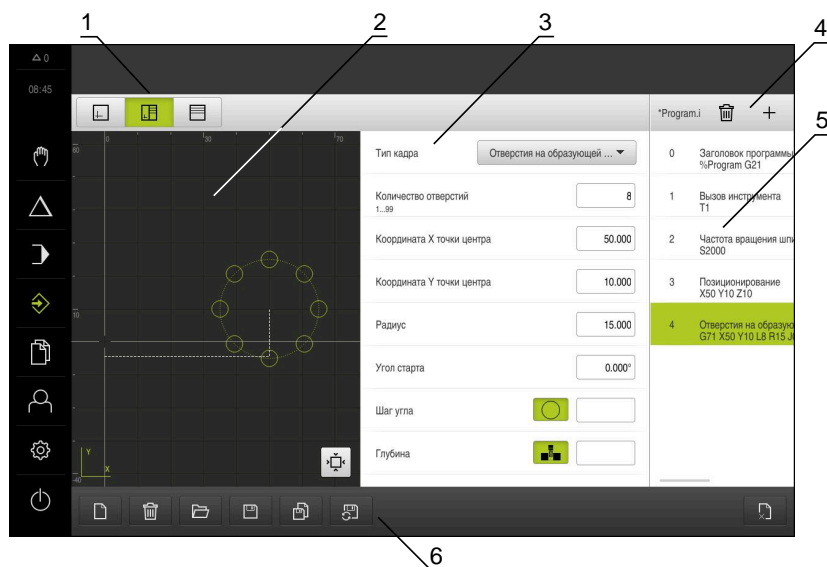 1
2
3
4
5
6
0
08:45
*Program.i
0
30
70
80
10
-40
Y
X
Тип кадра
Отверстия на образующей ...
Количество отверстий
1...99
8
Координата X точки центра
50.000
Координата Y точки центра
10.000
Радиус
15.000
Угол старта
0.000°
Шаг угла
Глубина
0 Заголовок программы
%Program G21
1 Вызов инструмента
T1
2 Частота вращения шпи
S2000
3 Позиционирование
X50 Y10 Z10
4 Отверстия на образую
G71 X50 Y10 L8 R15 J